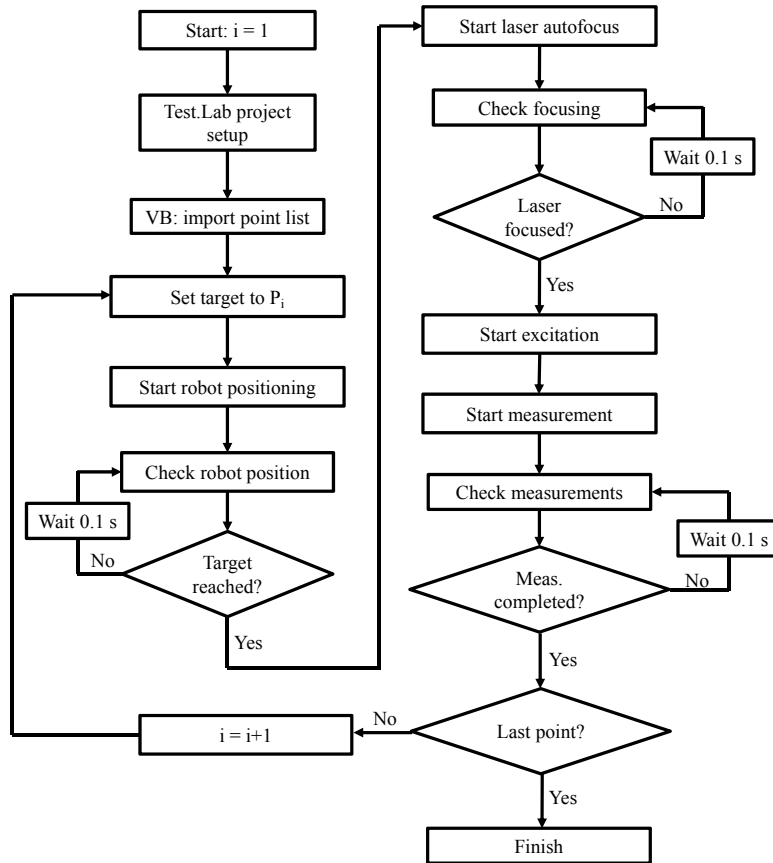 Start: i = 1
Test.Lab project
setup
VB: import point list
Set target to Pᵢ
Start robot positioning
Check robot position
Wait 0.1 s
No
Target
reached?
Yes
Start laser autofocus
Check focusing
Wait 0.1 s
No
Laser
focused?
Yes
Start excitation
Start measurement
Check measurements
Wait 0.1 s
No
Meas.
completed?
Yes
Last point?
No
i = i+1
Yes
Finish